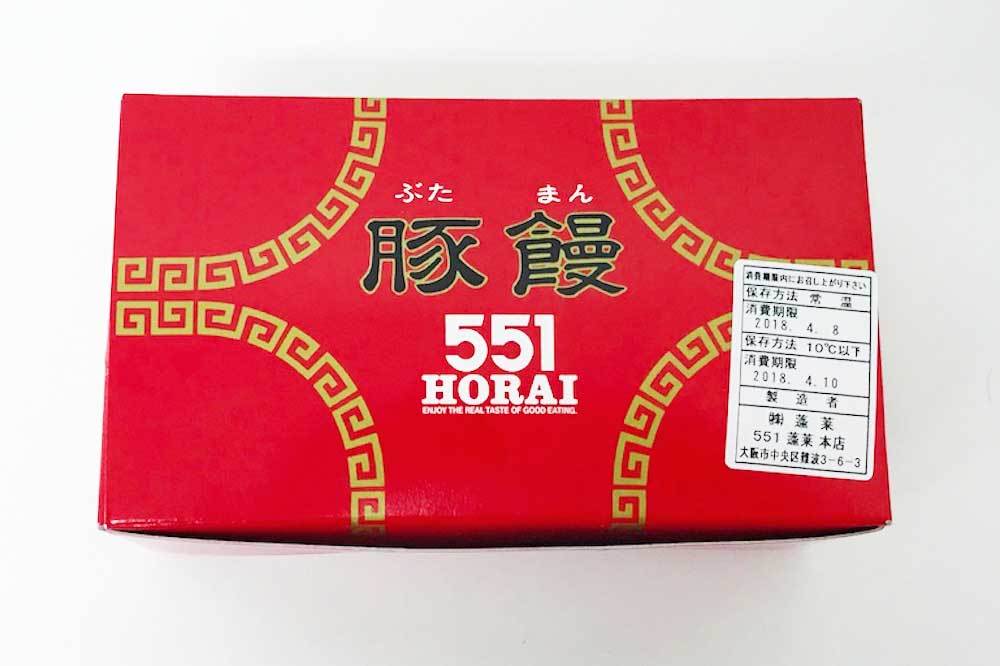 ぶた まん
豚饅
551
HORAI
ENJOY THE REAL TASTE OF GOOD EATING.
消費期限内にお召し上がり下さい
保存方法 常 温
消費期限
2018. 4. 8
保存方法 10℃以下
消費期限
2018. 4. 10
製 造 者
㈱ 蓬 莱
551 蓬莱 本店
大阪市中央区難波3-6-3